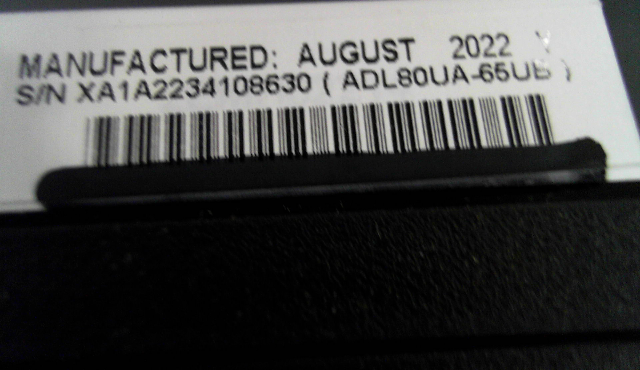 MANUFACTURED: AUGUST 2022 Y
S/N XA1A2234108630 ( ADL80UA-65UB )